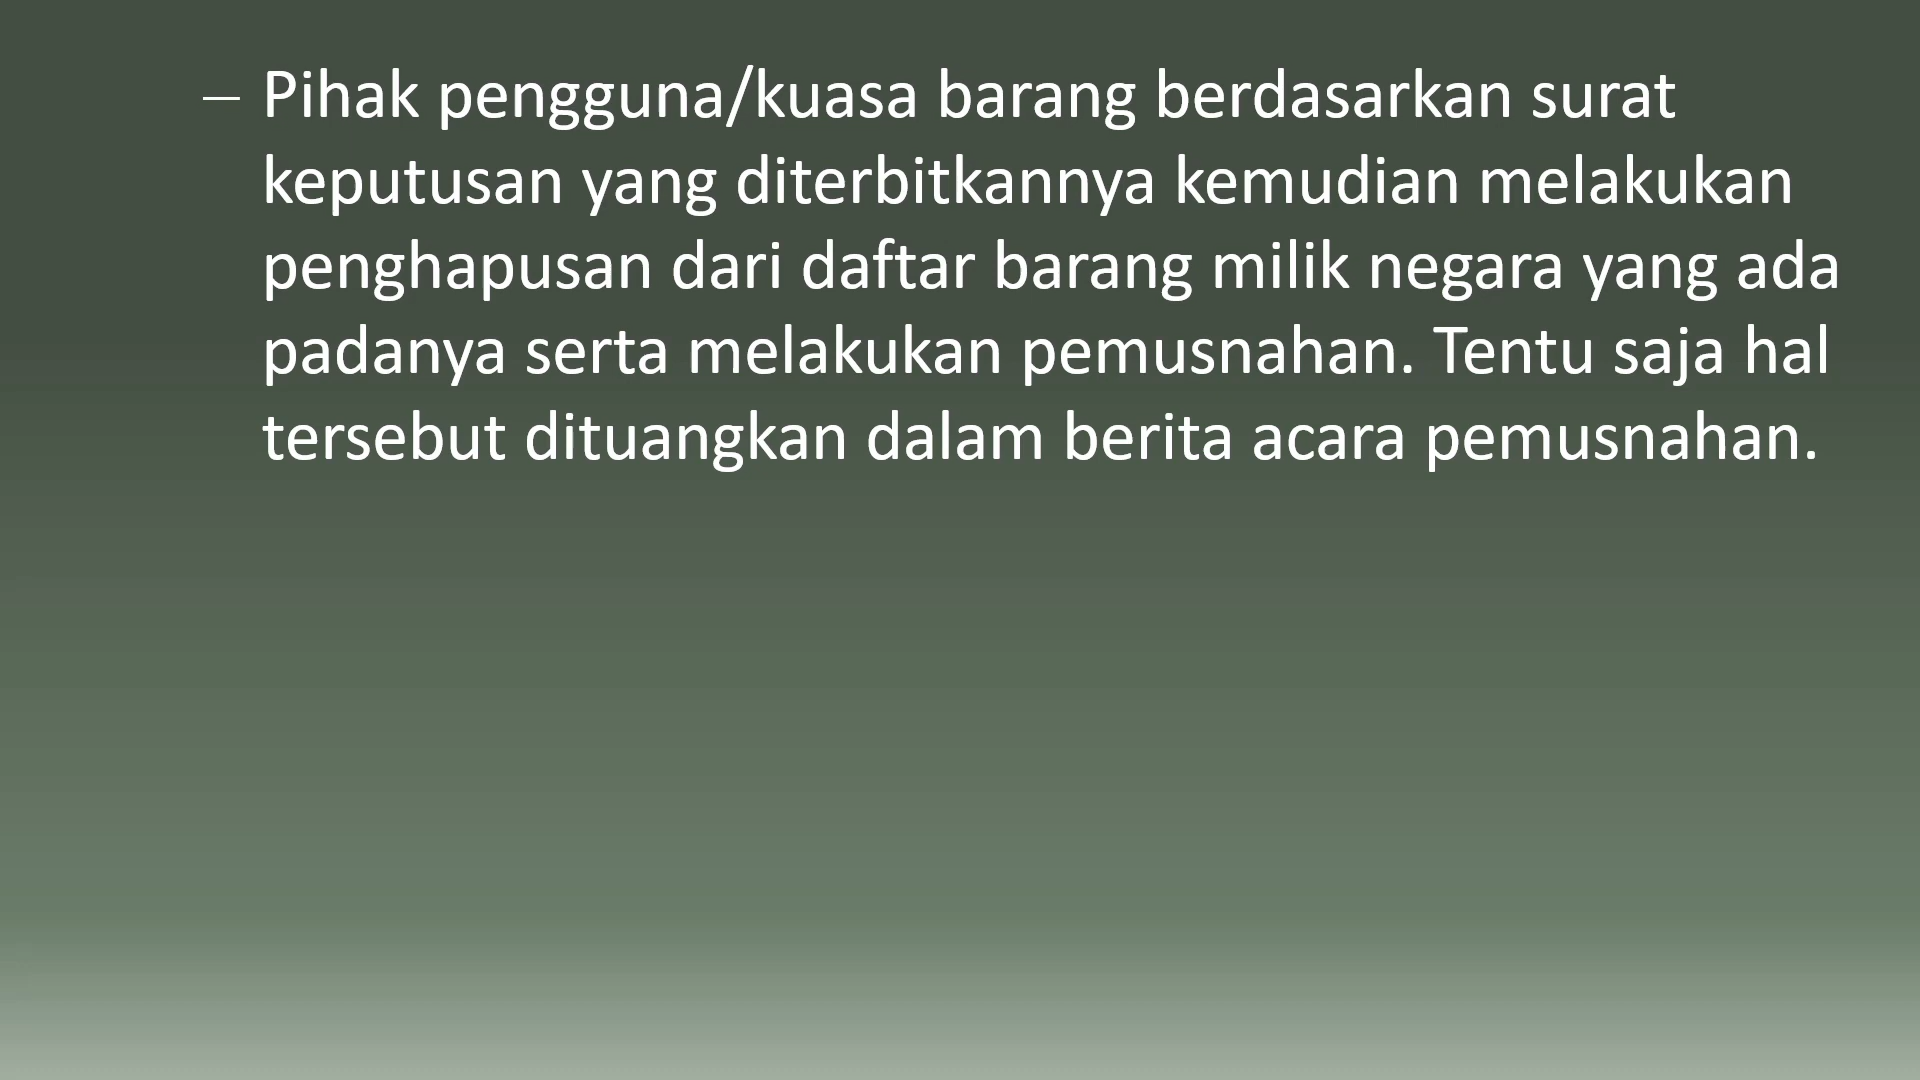 – Pihak pengguna/kuasa barang berdasarkan surat
keputusan yang diterbitkannya kemudian melakukan
penghapusan dari daftar barang milik negara yang ada
padanya serta melakukan pemusnahan. Tentu saja hal
tersebut dituangkan dalam berita acara pemusnahan.